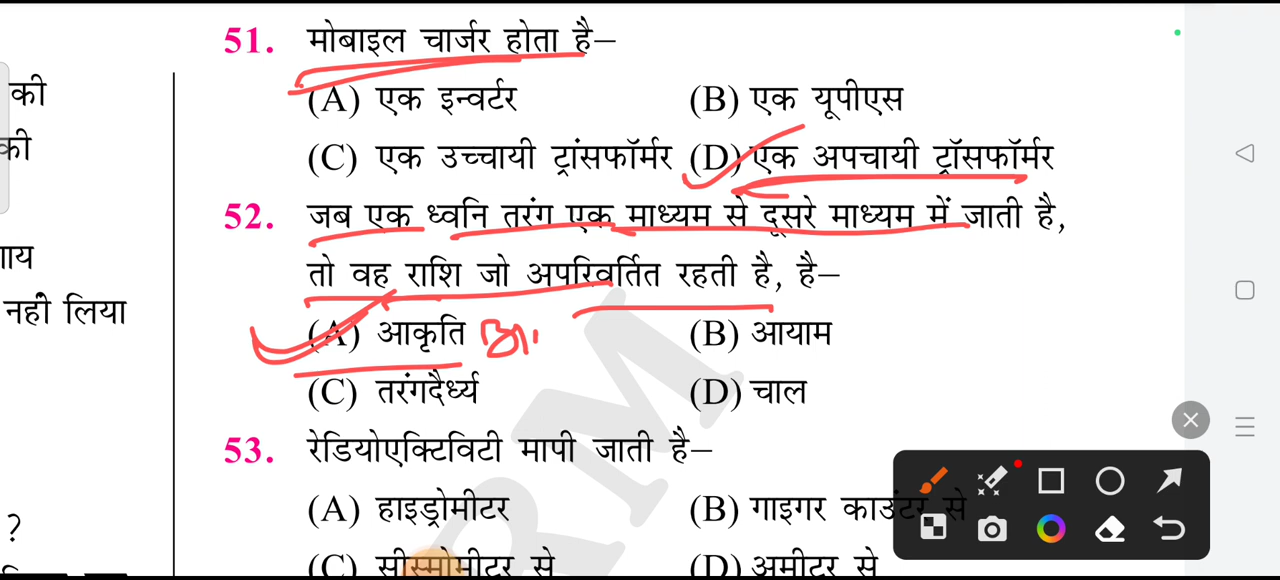 51. मोबाइल चार्जर होता है–
की
(A) एक इन्वर्टर (B) एक यूपीएस
की
(C) एक उच्चायी ट्रांसफॉर्मर (D) एक अपचायी ट्रॉसफॉर्मर
52. जब एक ध्वनि तरंग एक माध्यम से दूसरे माध्यम में जाती है,
तो वह राशि जो अपरिवर्तित रहती है, है–
नहीं लिया
(A) आकृति (B) आयाम
(C) तरंगदैर्ध्य (D) चाल
53. रेडियोएक्टिविटी मापी जाती है–
(A) हाइड्रोमीटर (B) गाइगर काउंटर से
?
(C) सीस्मोमीटर से (D) अमीटर से
RM